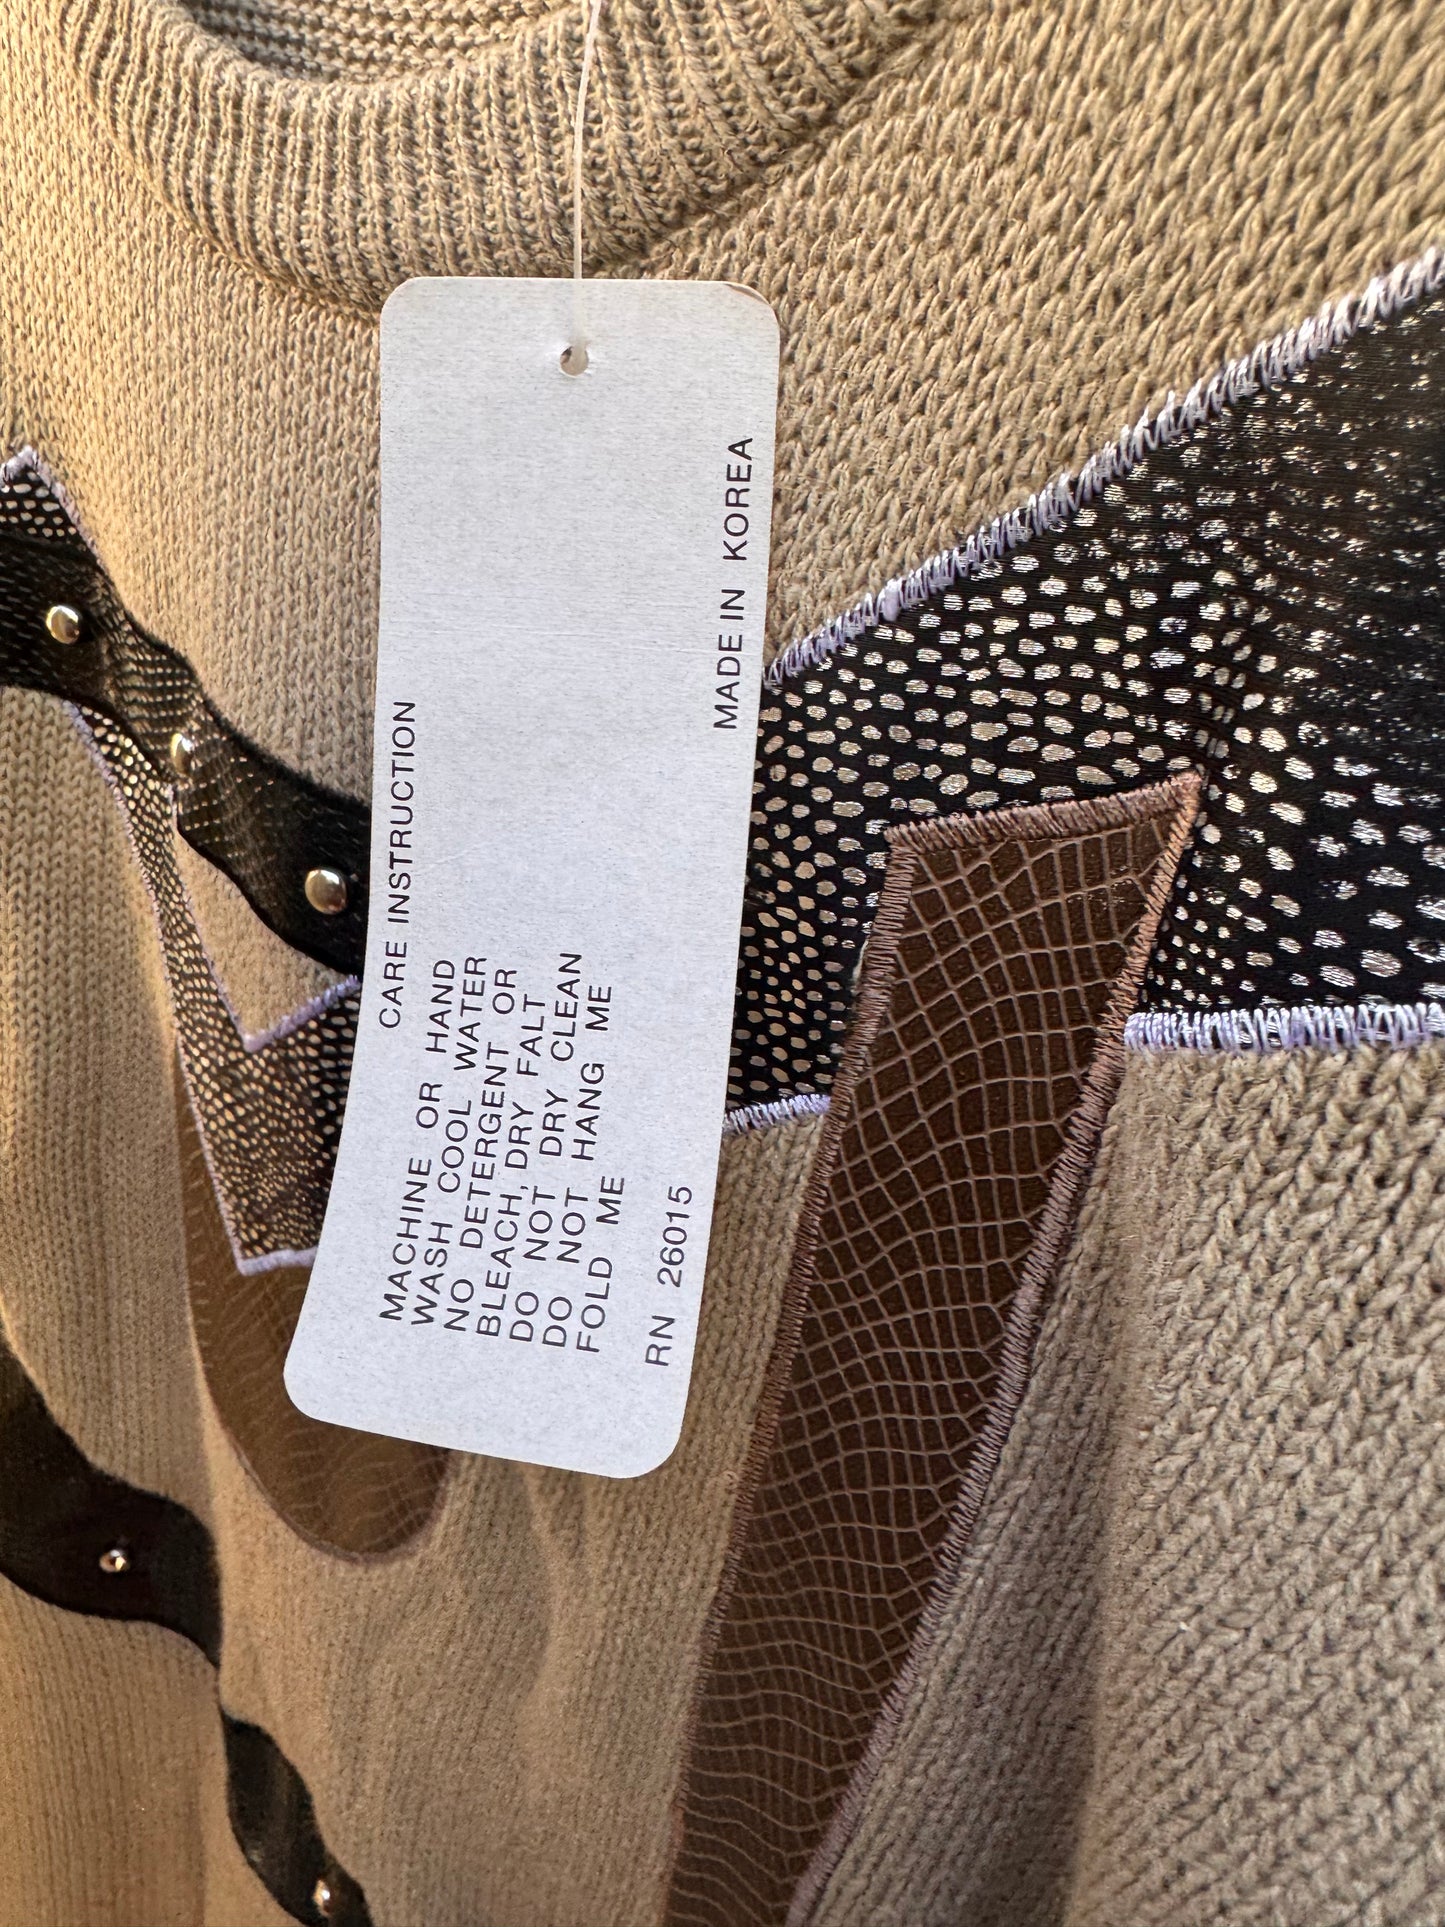 CARE INSTRUCTION
MACHINE OR HAND
WASH COOL WATER
NO DETERGENT OR
BLEACH, DRY FALT
DO NOT DRY CLEAN
DO NOT HANG ME
FOLD ME
RN 26015
MADE IN KOREA